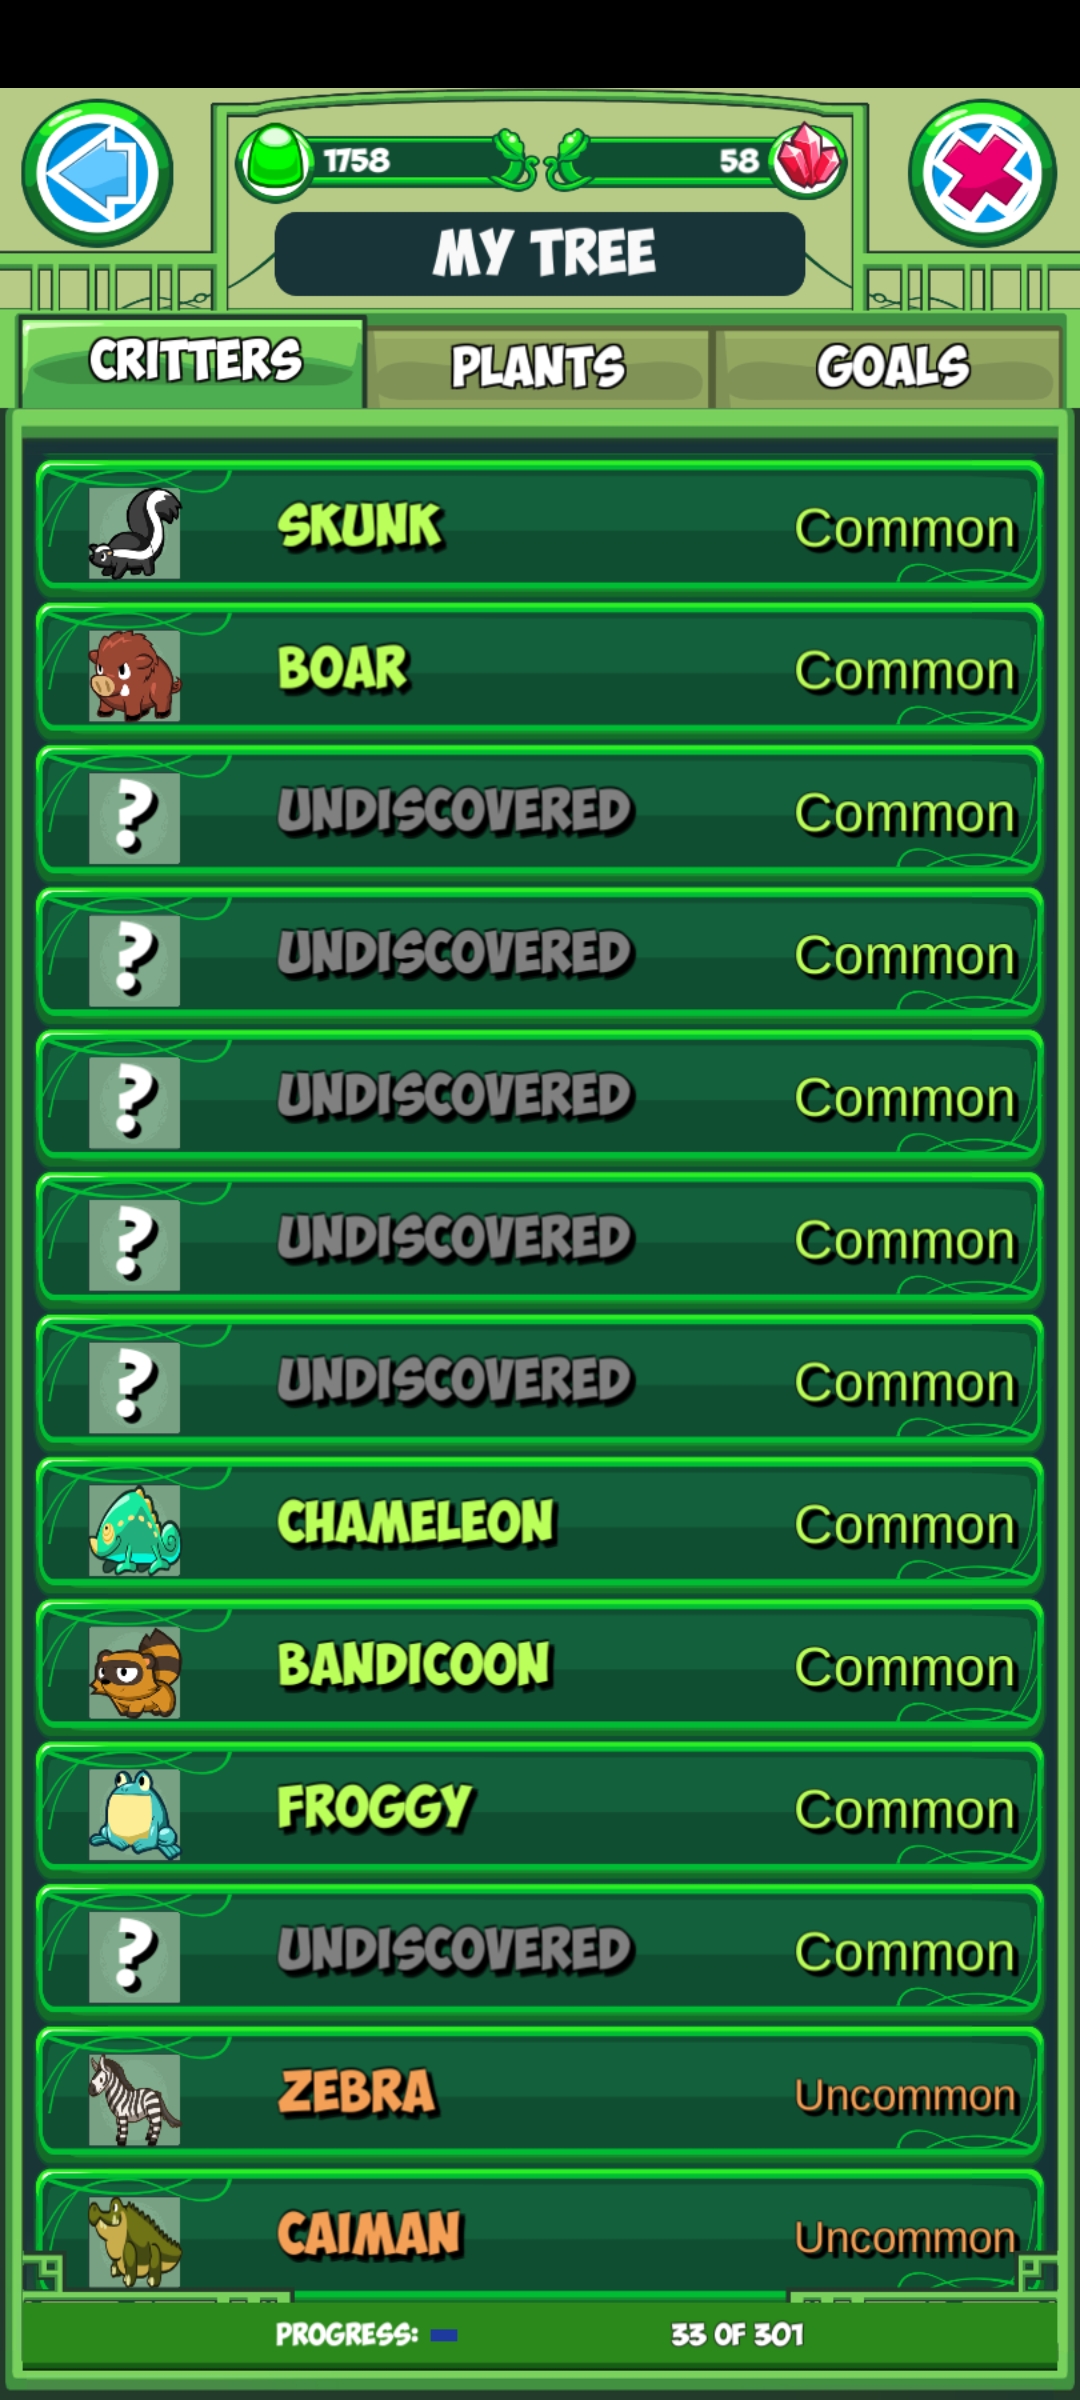 1758
58
MY TREE
CRITTERS
PLANTS
GOALS
SKUNK Common
BOAR Common
? UNDISCOVERED Common
? UNDISCOVERED Common
? UNDISCOVERED Common
? UNDISCOVERED Common
? UNDISCOVERED Common
CHAMELEON Common
BANDICOON Common
FROGGY Common
? UNDISCOVERED Common
ZEBRA Uncommon
CAIMAN Uncommon
PROGRESS: 33 OF 301